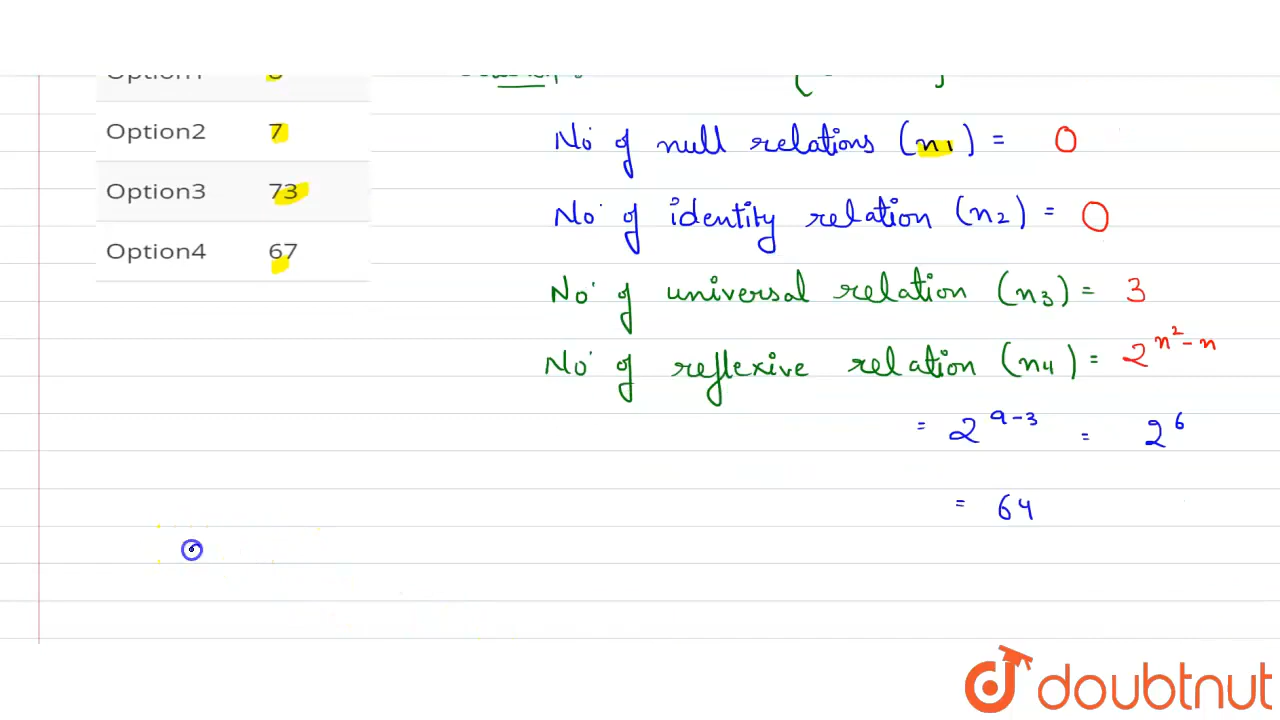 Option2 7
Option3 73
Option4 67
No of null relations (n1) = 0
No of identity relation (n2) = 0
No of universal relation (n3) = 3
No of reflexive relation (n4) = 2^n²-n
= 2^9-3 = 2^6
= 64
doubtnut